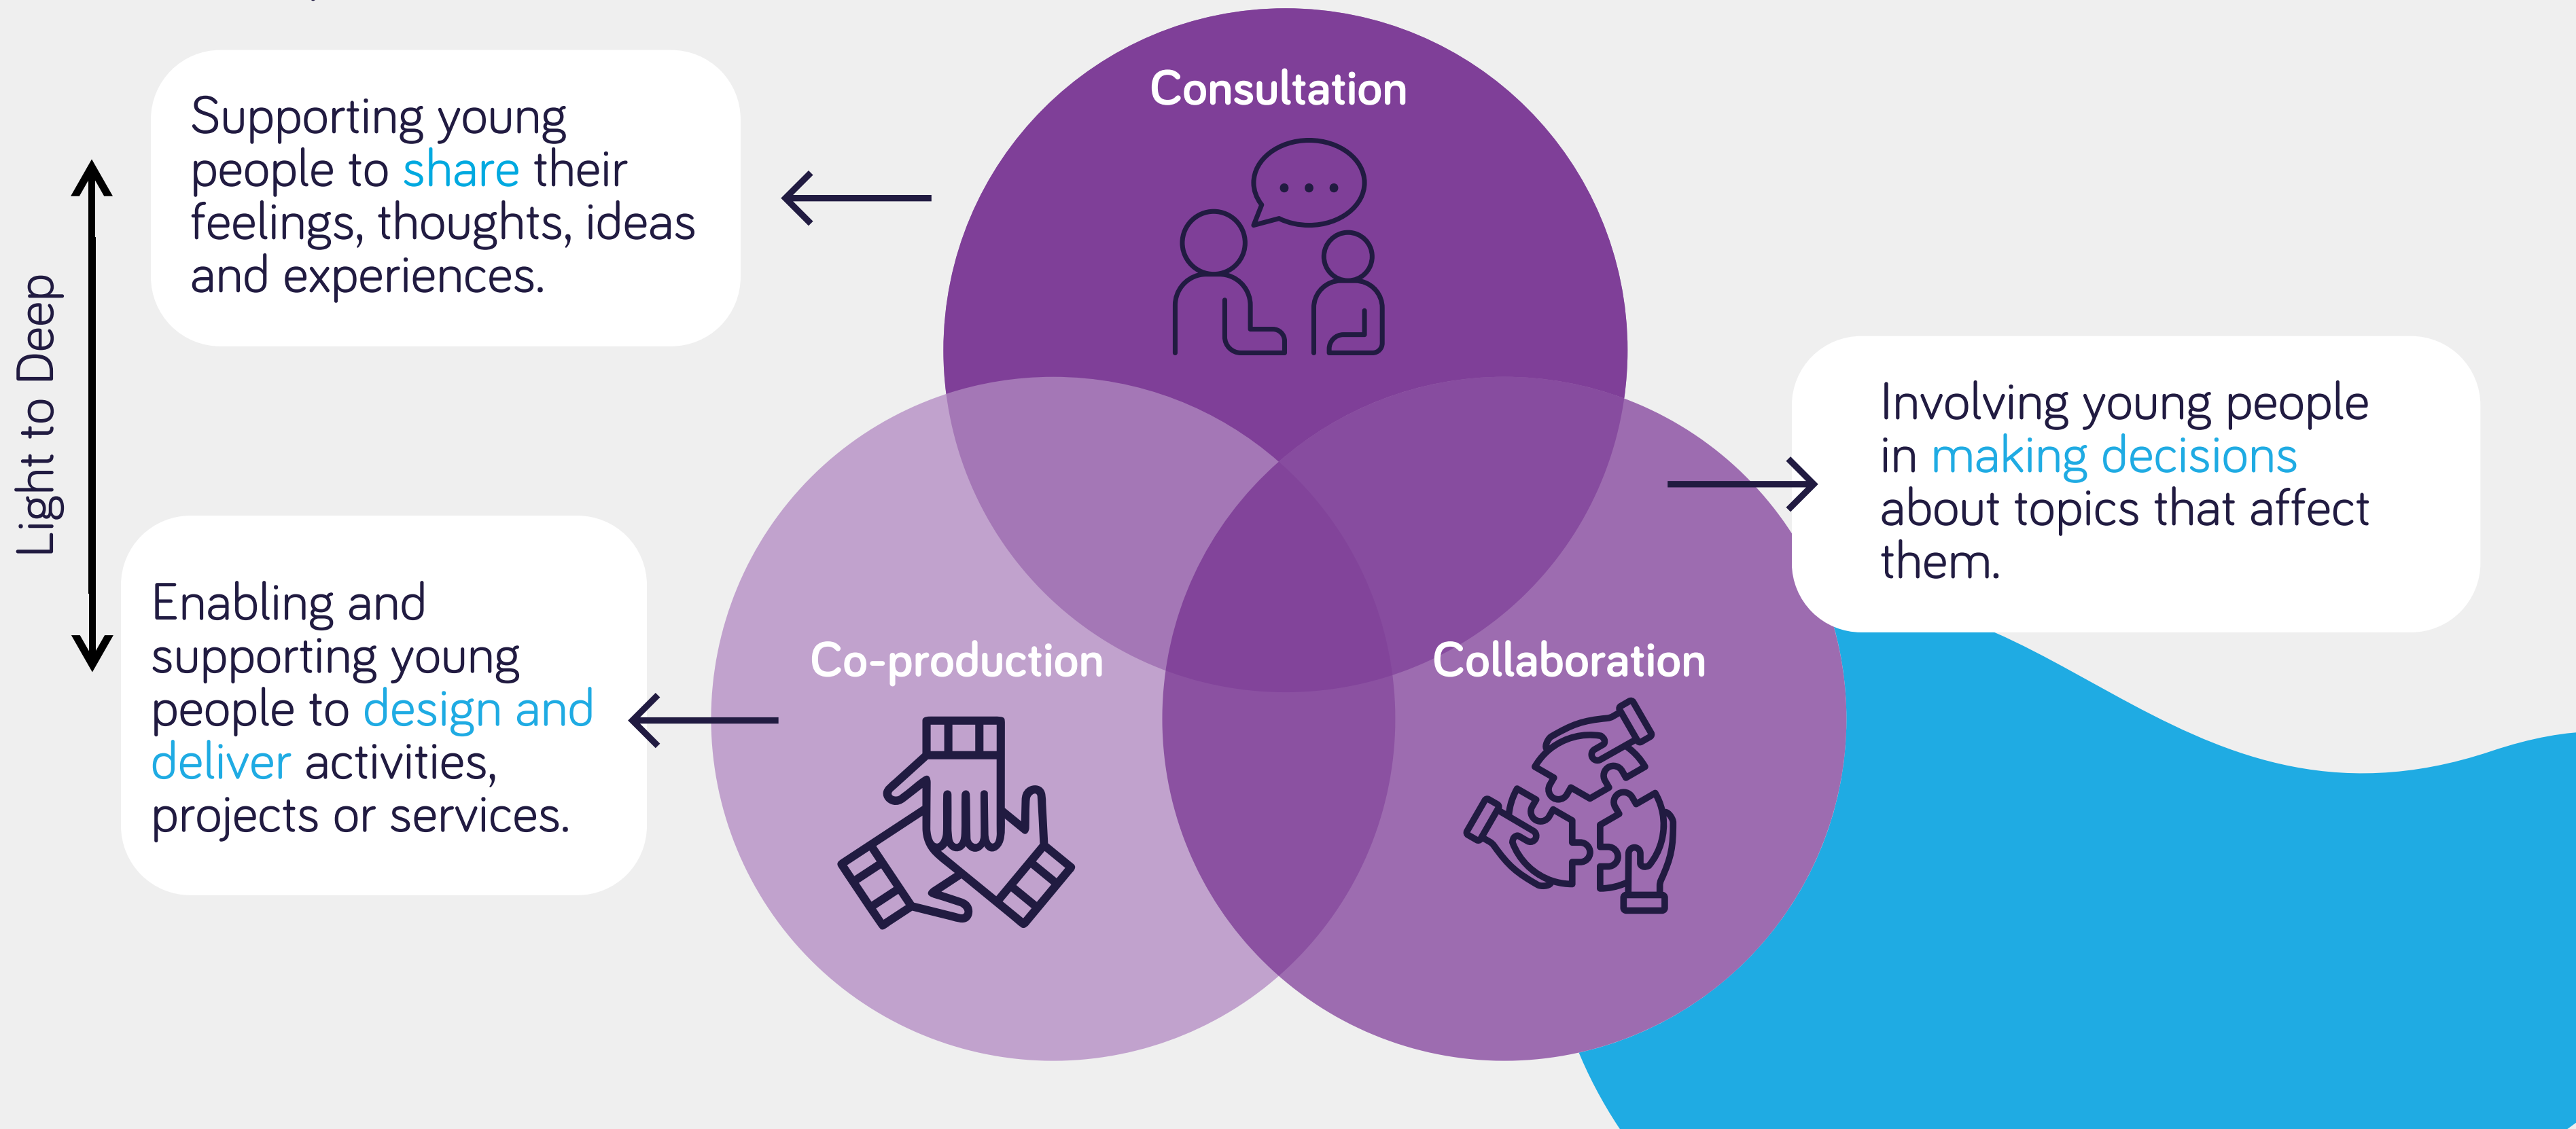 Consultation
Supporting young
people to share their
feelings, thoughts, ideas
and experiences.
Light to Deep
Involving young people
in making decisions
about topics that affect
them.
Enabling and
supporting young
people to design and
deliver activities,
projects or services.
Co-production
Collaboration